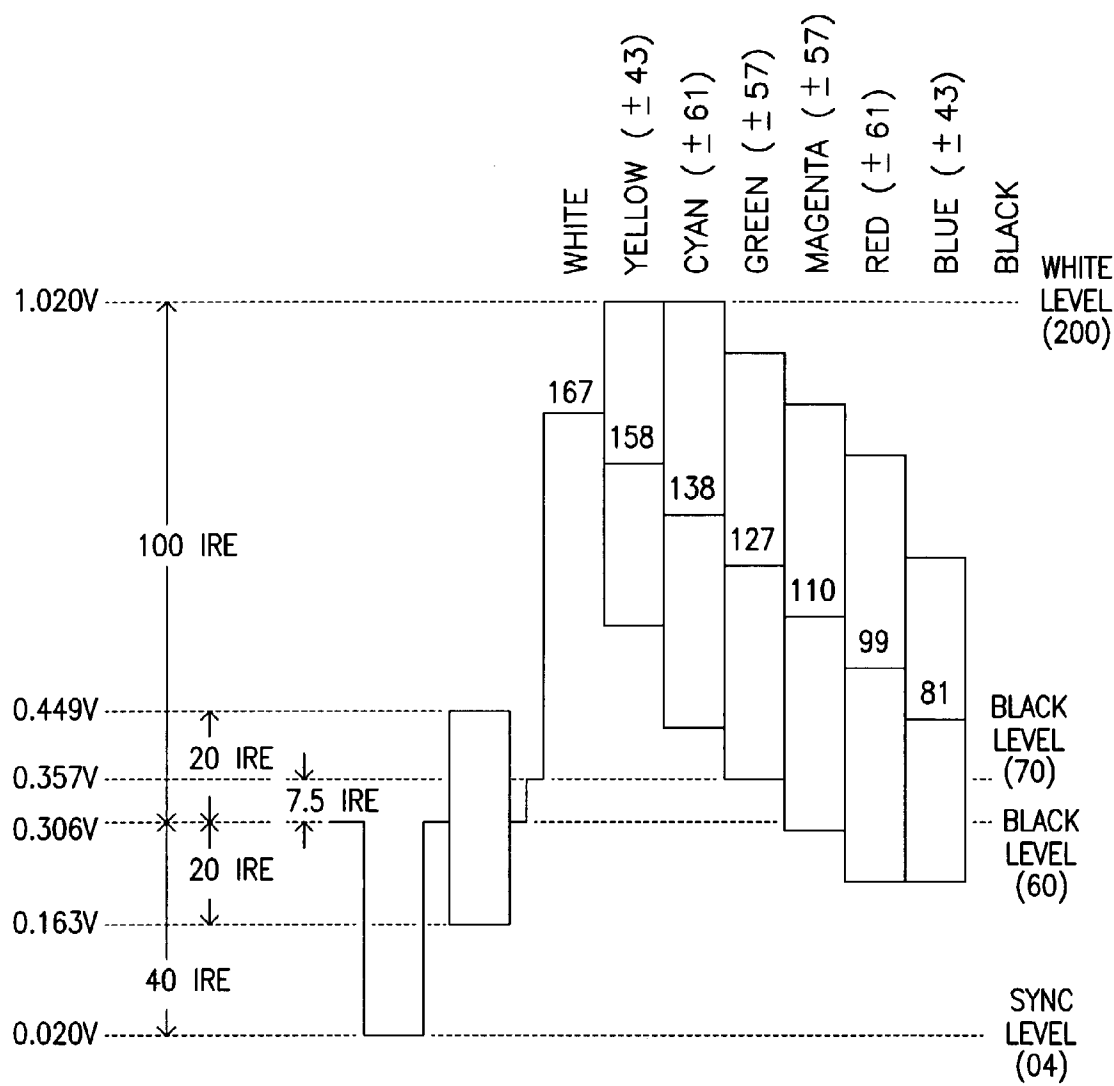 WHITE
YELLOW (± 43)
CYAN (± 61)
GREEN (± 57)
MAGENTA (± 57)
RED (± 61)
BLUE (± 43)
BLACK
WHITE
LEVEL
(200)
1.020V
167
158
138
127
110
99
81
100 IRE
0.449V
20 IRE
0.357V
7.5 IRE
0.306V
20 IRE
0.163V
40 IRE
0.020V
BLACK
LEVEL
(70)
BLACK
LEVEL
(60)
SYNC
LEVEL
(04)